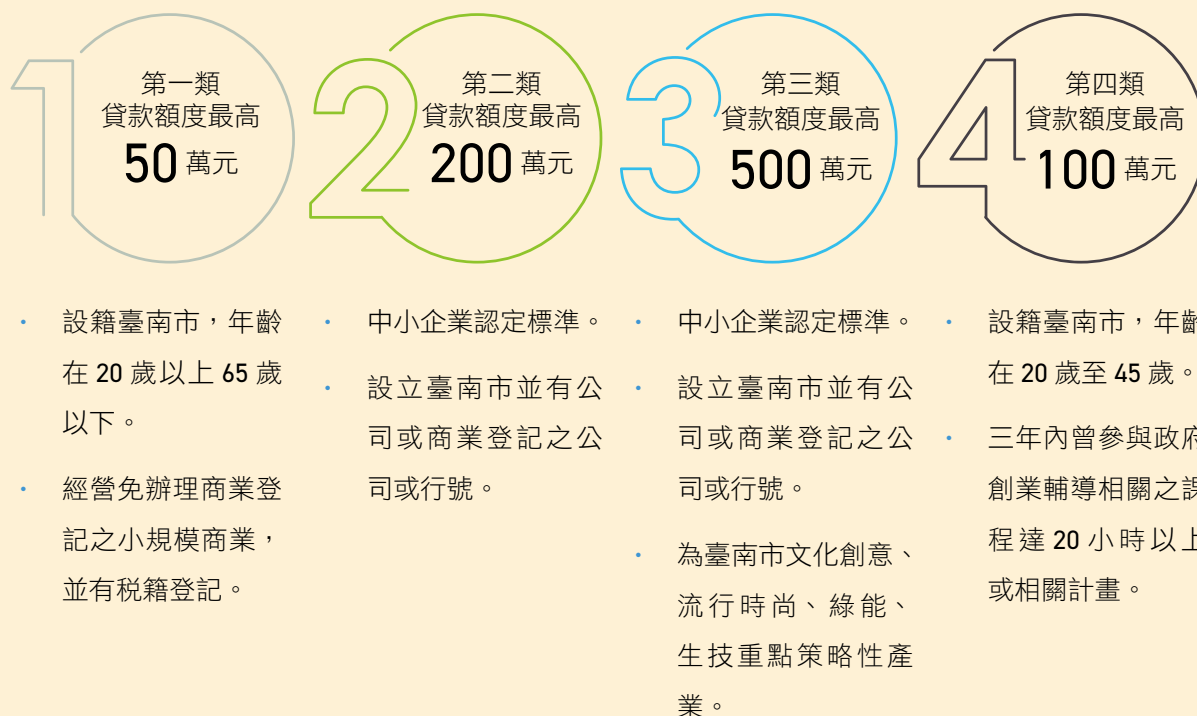 1
第一類
貸款額度最高
50 萬元
· 設籍臺南市，年齡
在 20 歲以上 65 歲
以下。
· 經營免辦理商業登
記之小規模商業，
並有稅籍登記。
2
第二類
貸款額度最高
200 萬元
· 中小企業認定標準。
· 設立臺南市並有公
司或商業登記之公
司或行號。
3
第三類
貸款額度最高
500 萬元
· 中小企業認定標準。
· 設立臺南市並有公
司或商業登記之公
司或行號。
· 為臺南市文化創意、
流行時尚、綠能、
生技重點策略性產
業。
4
第四類
貸款額度最高
100 萬元
· 設籍臺南市，年齡
在 20 歲至 45 歲。
· 三年內曾參與政府
創業輔導相關之課
程達 20 小時以上
或相關計畫。